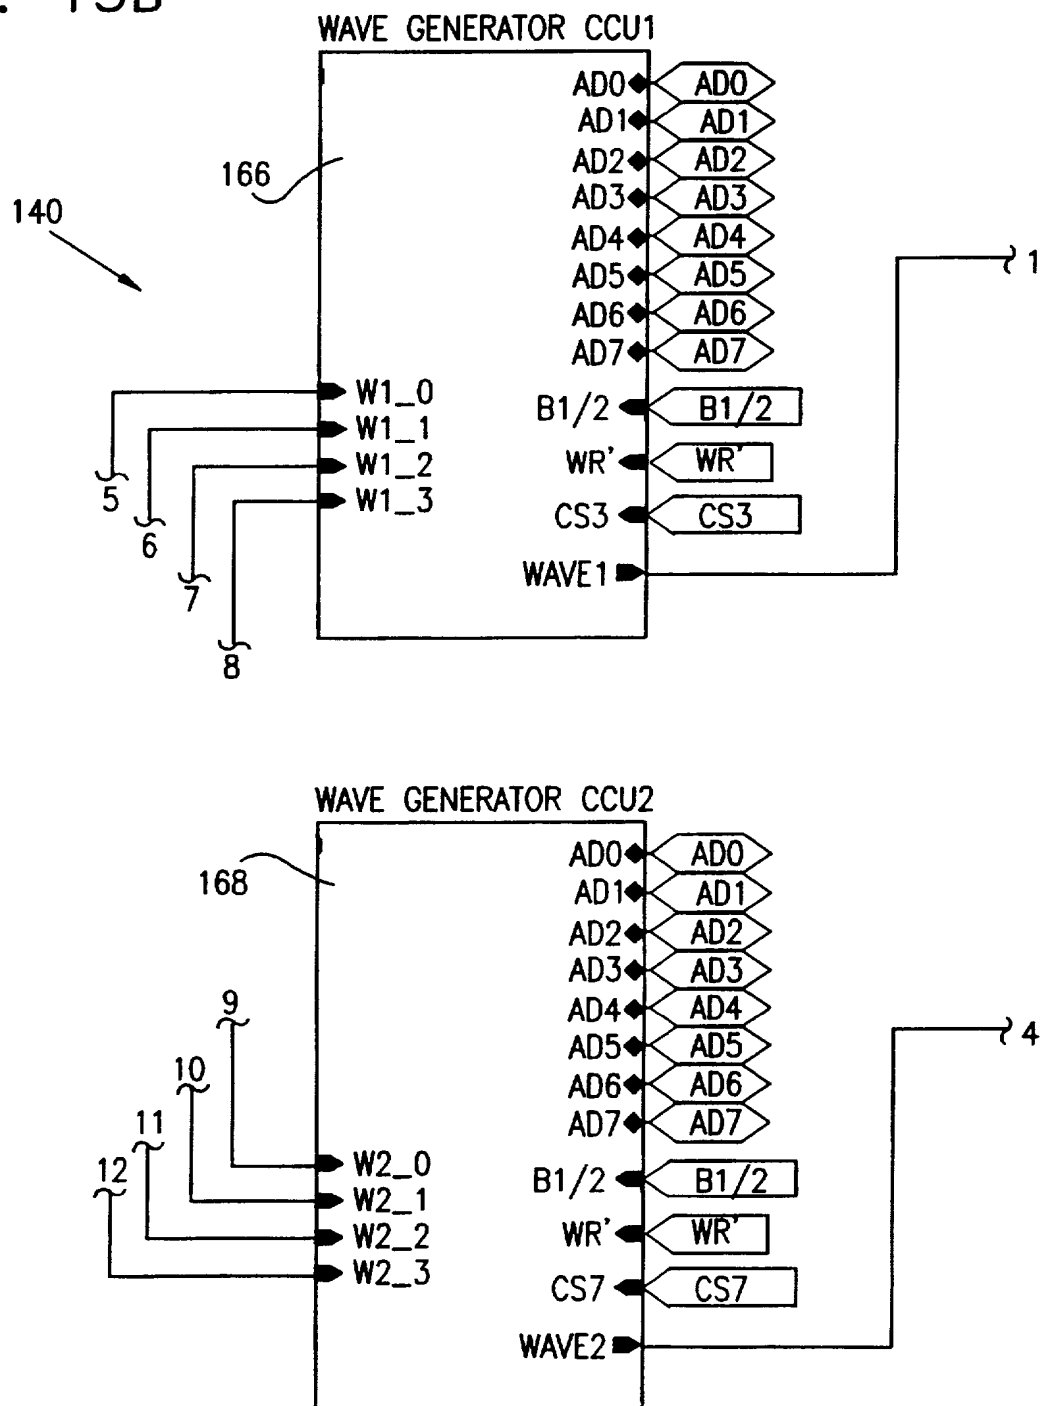 WAVE GENERATOR CCU1
AD0 AD0
AD1 AD1
AD2 AD2
166
AD3 AD3
140
AD4 AD4
1
AD5 AD5
AD6 AD6
AD7 AD7
W1_0
B1/2 B1/2
W1_1
W1_2
WR' WR'
5
W1_3
CS3 CS3
6
WAVE1
7
8
WAVE GENERATOR CCU2
AD0 AD0
168
AD1 AD1
AD2 AD2
AD3 AD3
9
AD4 AD4
4
AD5 AD5
10
AD6 AD6
11
AD7 AD7
12
W2_0
B1/2 B1/2
W2_1
W2_2
WR' WR'
W2_3
CS7 CS7
WAVE2